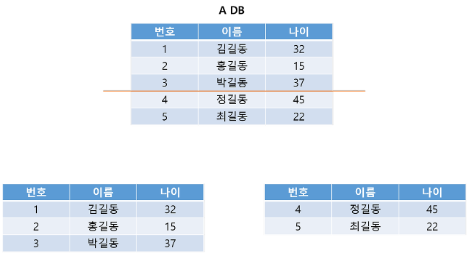 A DB
번호 이름 나이
1 김길동 32
2 홍길동 15
3 박길동 37
4 정길동 45
5 최길동 22
번호 이름 나이
1 김길동 32
2 홍길동 15
3 박길동 37
번호 이름 나이
4 정길동 45
5 최길동 22